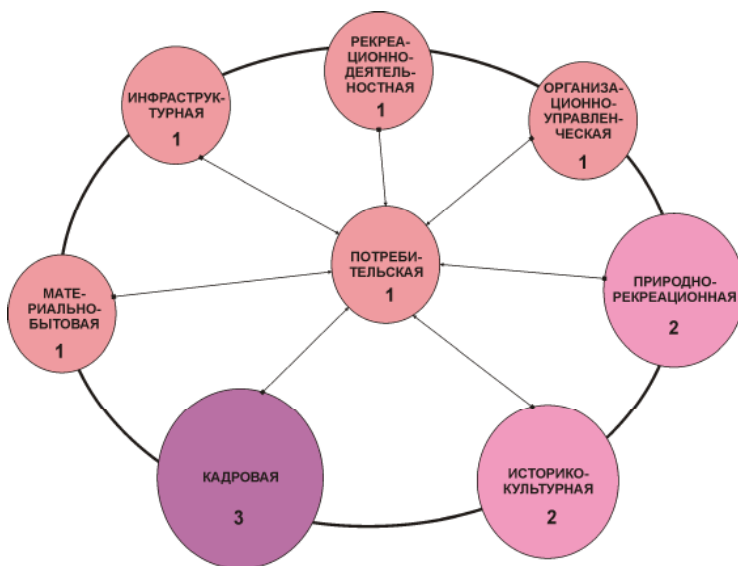 РЕКРЕА-
ЦИОННО-
ДЕЯТЕЛЬ-
НОСТНАЯ
1
ИНФРАСТРУК-
ТУРНАЯ
1
ОРГАНИЗА-
ЦИОННО-
УПРАВЛЕН-
ЧЕСКАЯ
1
ПОТРЕБИ-
ТЕЛЬСКАЯ
1
ПРИРОДНО-
РЕКРЕАЦИОННАЯ
2
МАТЕ-
РИАЛЬНО-
БЫТОВАЯ
1
КАДРОВАЯ
3
ИСТОРИКО-
КУЛЬТУРНАЯ
2